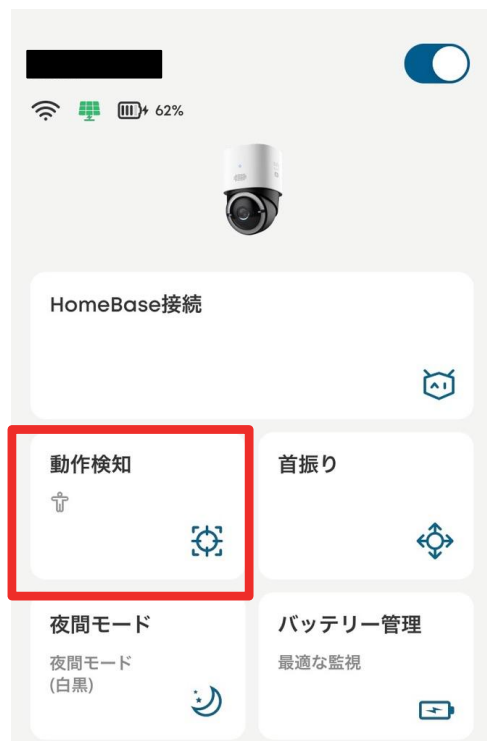 62%
HomeBase接続
動作検知
首振り
夜間モード
夜間モード
(白黒)
バッテリー管理
最適な監視